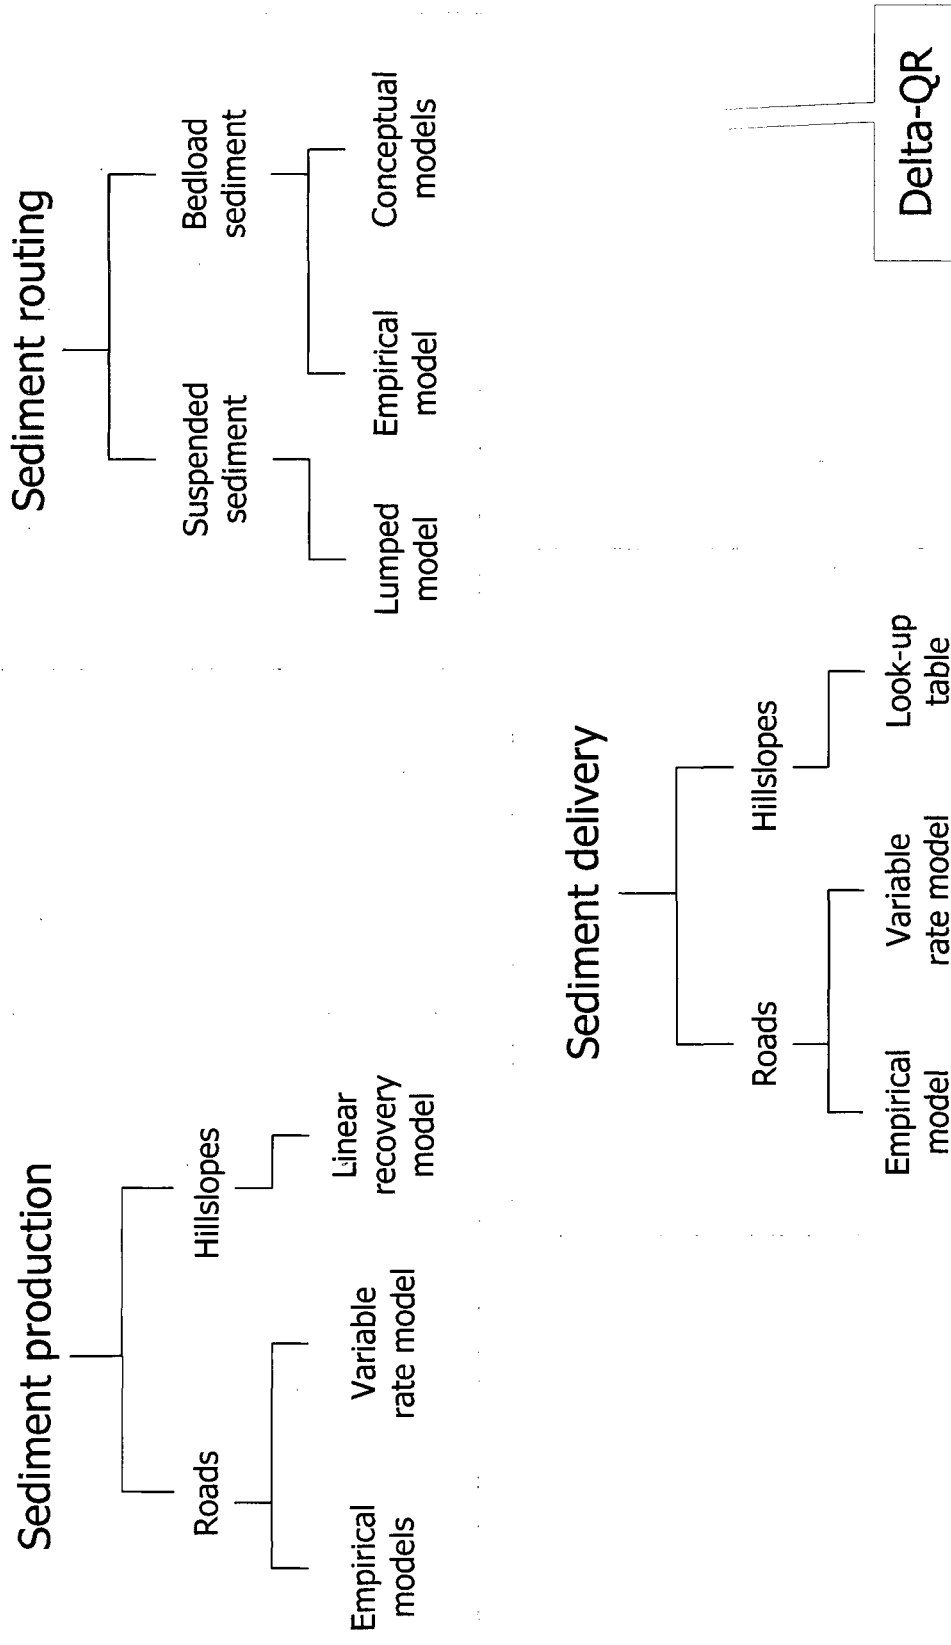 Sediment production
Roads
Hillslopes
Empirical
models
Variable
rate model
Linear
recovery
model
Sediment routing
Suspended
sediment
Bedload
sediment
Lumped
model
Empirical
model
Conceptual
models
Sediment delivery
Roads
Hillslopes
Empirical
model
Variable
rate model
Look-up
table
Delta-QR